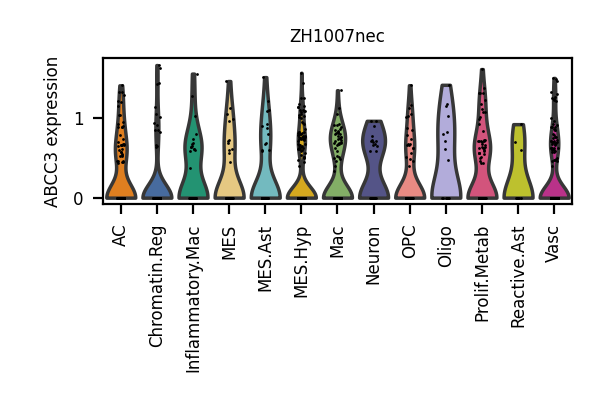 ZH1007nec
ABCC3 expression
1
0
AC
Chromatin.Reg
Inflammatory.Mac
MES
MES.Ast
MES.Hyp
Mac
Neuron
OPC
Oligo
Prolif.Metab
Reactive.Ast
Vasc